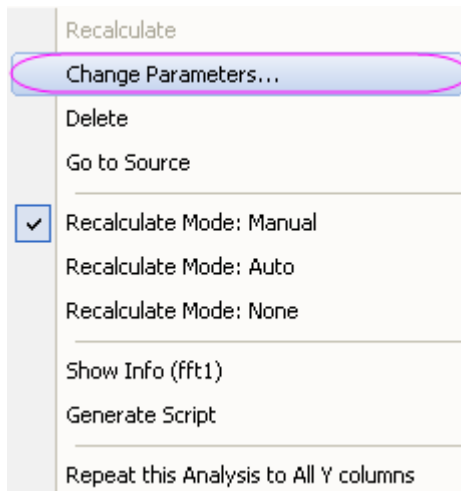 Recalculate
Change Parameters...
Delete
Go to Source
Recalculate Mode: Manual
Recalculate Mode: Auto
Recalculate Mode: None
Show Info (fft1)
Generate Script
Repeat this Analysis to All Y columns